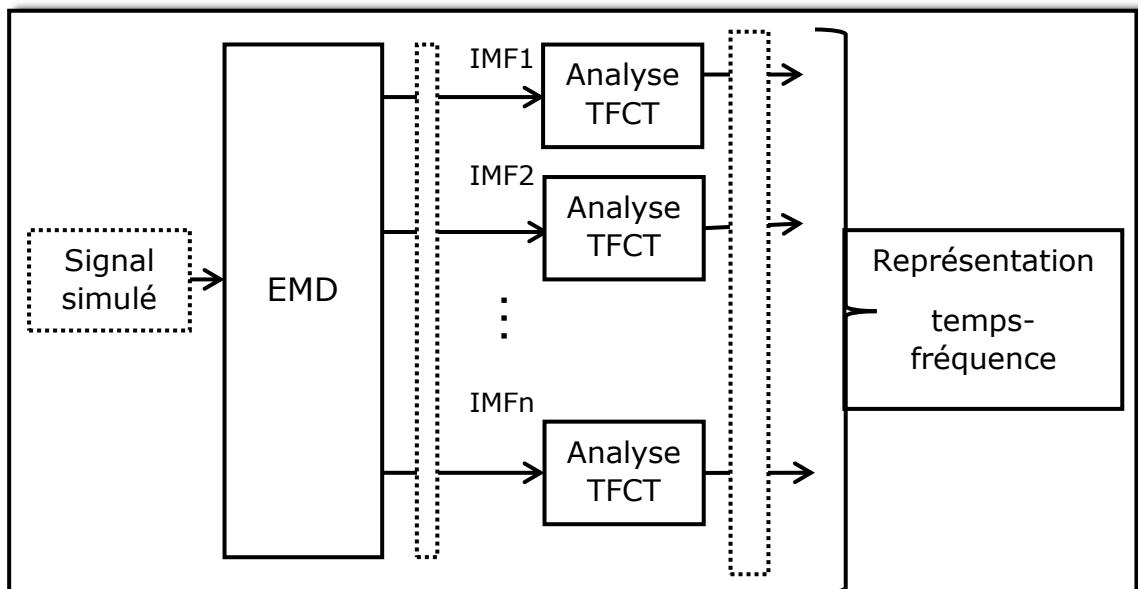 IMF1
Analyse
TFCT
IMF2
Analyse
TFCT
Signal
simulé
EMD
Représentation
temps-
fréquence
IMFn
Analyse
TFCT